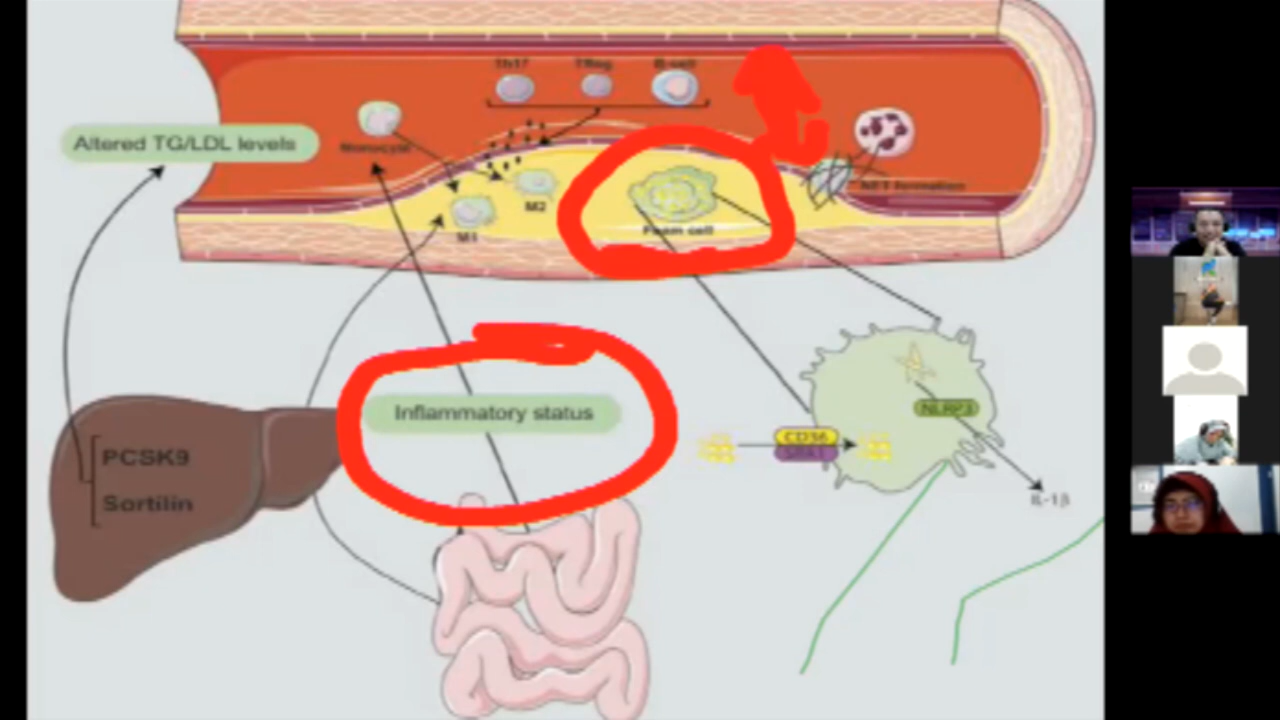 Th17
TReg
B-cell
Altered TG/LDL levels
Monocyte
NET formation
M2
M1
Foam cell
Inflammatory status
NLRP3
CD36
PCSK9
Sortilin
IL-1β